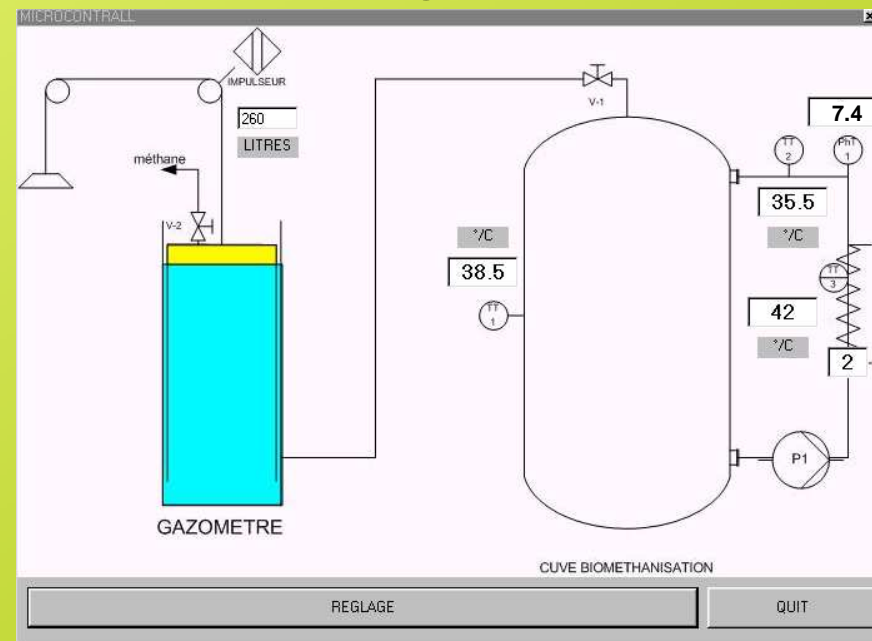 MICROCONTRALL
IMPULSEUR
260
LITRES
méthane
V-2
V-1
7.4
TT
2
PhT
1
35.5
°/C
°/C
38.5
TT
1
TT
3
42
°/C
2
P1
GAZOMETRE
CUVE BIOMETHANISATION
REGLAGE
QUIT